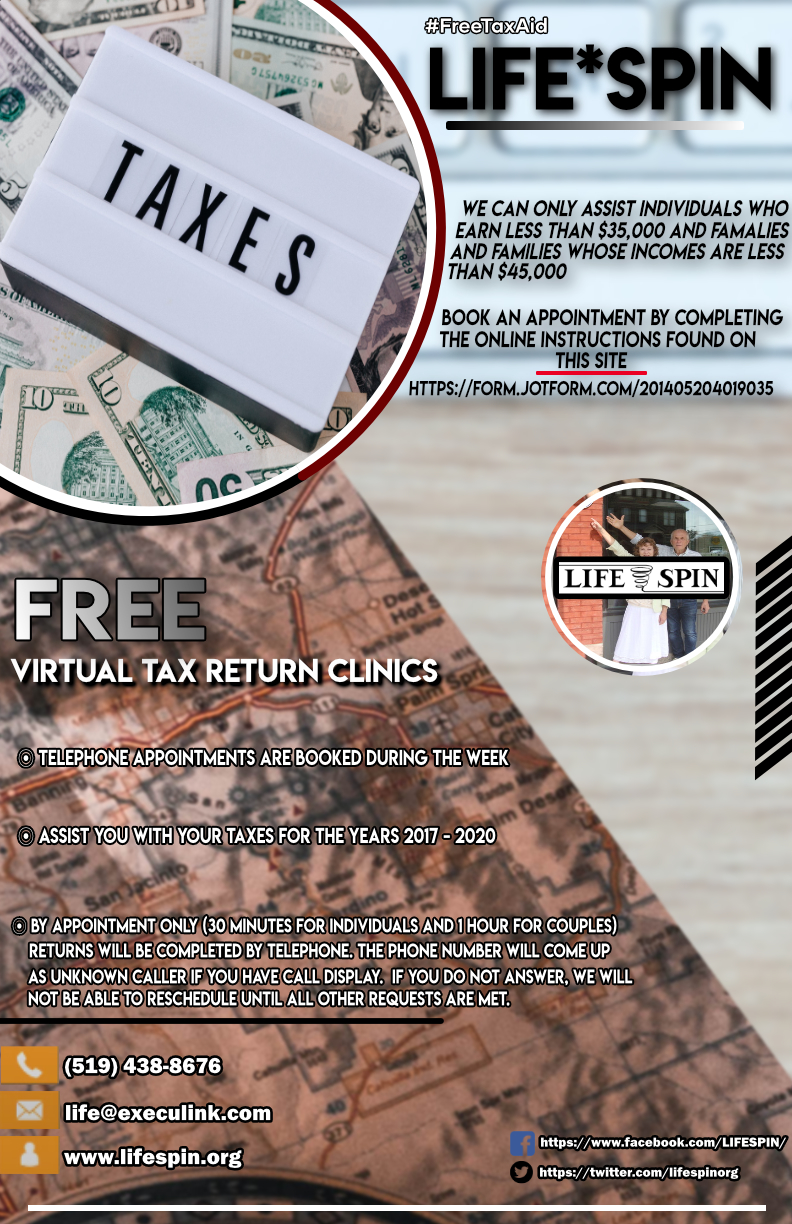 #FreeTaxAid
LIFE*SPIN
TAXES
WE CAN ONLY ASSIST INDIVIDUALS WHO
EARN LESS THAN $35,000 AND FAMALIES
AND FAMILIES WHOSE INCOMES ARE LESS
THAN $45,000
BOOK AN APPOINTMENT BY COMPLETING
THE ONLINE INSTRUCTIONS FOUND ON
THIS SITE
HTTPS://FORM.JOTFORM.COM/201405204019035
LIFE SPIN
FREE
VIRTUAL TAX RETURN CLINICS
TELEPHONE APPOINTMENTS ARE BOOKED DURING THE WEEK
ASSIST YOU WITH YOUR TAXES FOR THE YEARS 2017 - 2020
BY APPOINTMENT ONLY (30 MINUTES FOR INDIVIDUALS AND 1 HOUR FOR COUPLES)
RETURNS WILL BE COMPLETED BY TELEPHONE. THE PHONE NUMBER WILL COME UP
AS UNKNOWN CALLER IF YOU HAVE CALL DISPLAY. IF YOU DO NOT ANSWER, WE WILL
NOT BE ABLE TO RESCHEDULE UNTIL ALL OTHER REQUESTS ARE MET.
(519) 438-8676
life@execulink.com
www.lifespin.org
https://www.facebook.com/LIFESPIN/
https://twitter.com/lifespinorg